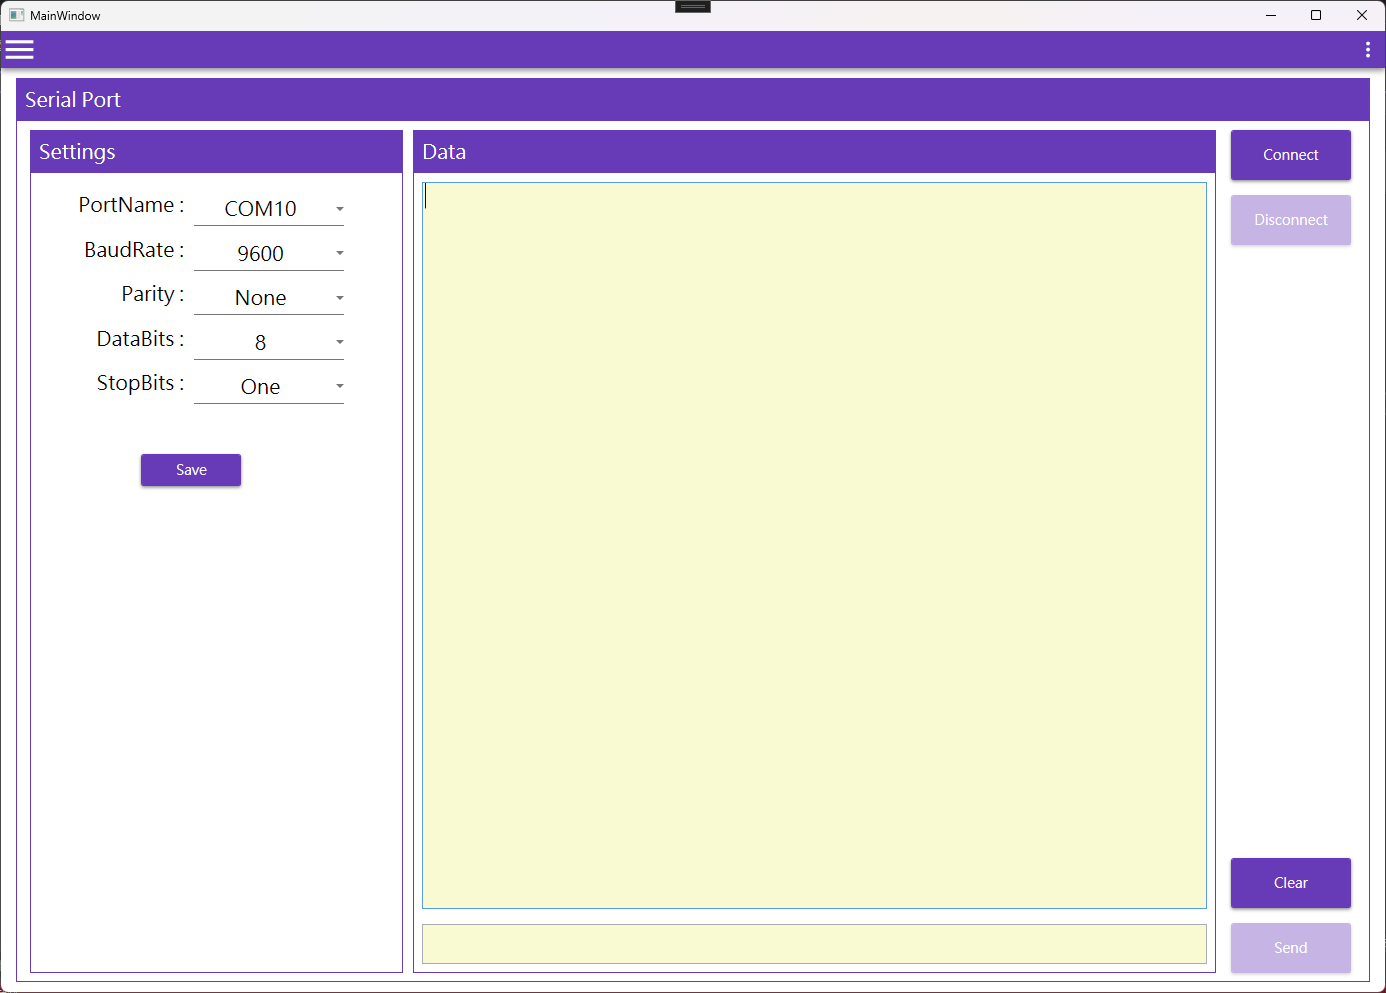 MainWindow
Serial Port
Settings
PortName : COM10
BaudRate : 9600
Parity : None
DataBits : 8
StopBits : One
Save
Data
Connect
Disconnect
Clear
Send